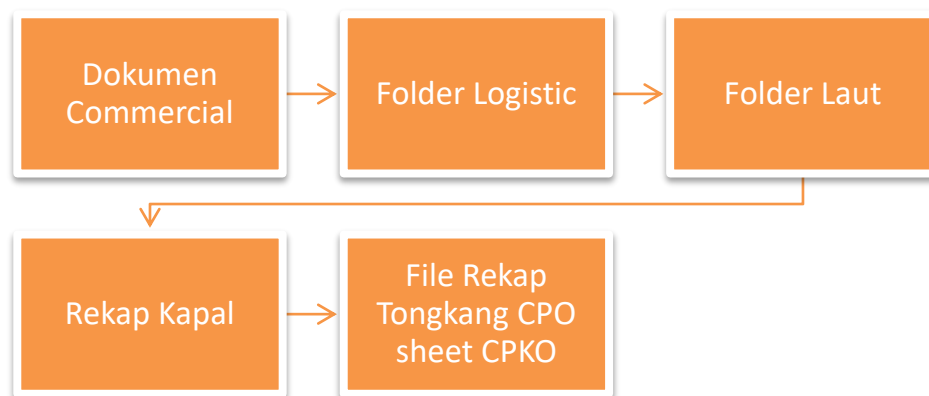 Dokumen
Commercial
Folder Logistic
Folder Laut
Rekap Kapal
File Rekap
Tongkang CPO
sheet CPKO